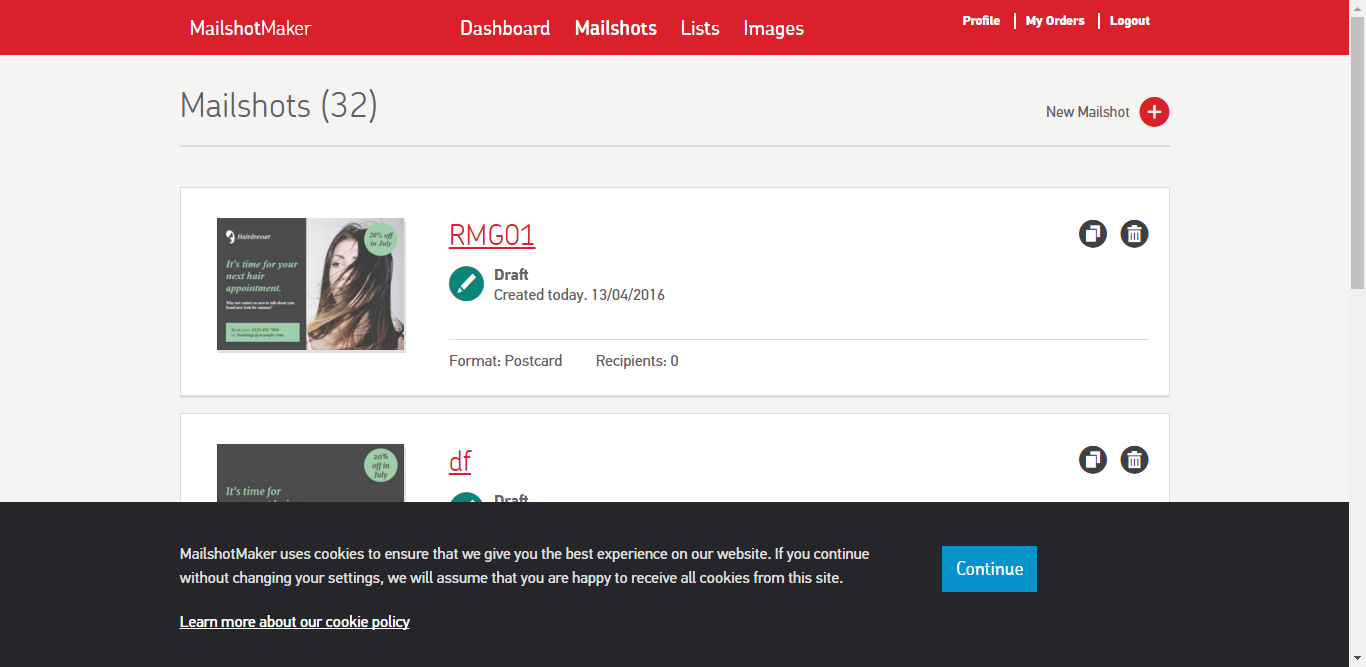 MailshotMaker
Dashboard Mailshots Lists Images
Profile My Orders Logout
Mailshots (32)
New Mailshot
Hairdresser
20% off
in July
It's time for your
next hair
appointment.
Why not contact us now to talk about your
brand new look for summer?
Book now: 0123 456 7890
or bookings@example.com
RMG01
Draft
Created today. 13/04/2016
Format: Postcard Recipients: 0
20%
off in
July
It's time for
df
Draft
MailshotMaker uses cookies to ensure that we give you the best experience on our website. If you continue
without changing your settings, we will assume that you are happy to receive all cookies from this site.
Continue
Learn more about our cookie policy